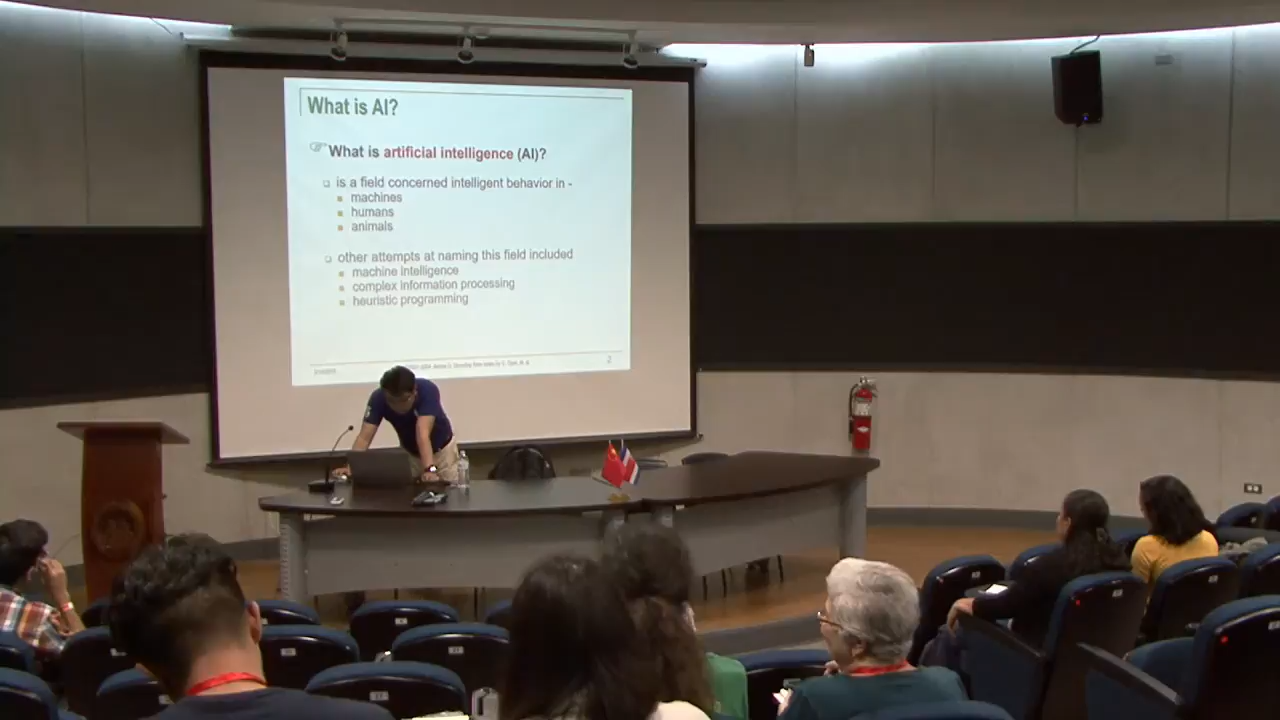 What is AI?
What is artificial intelligence (AI)?
is a field concerned intelligent behavior in -
machines
humans
animals
other attempts at naming this field included
machine intelligence
complex information processing
heuristic programming
2